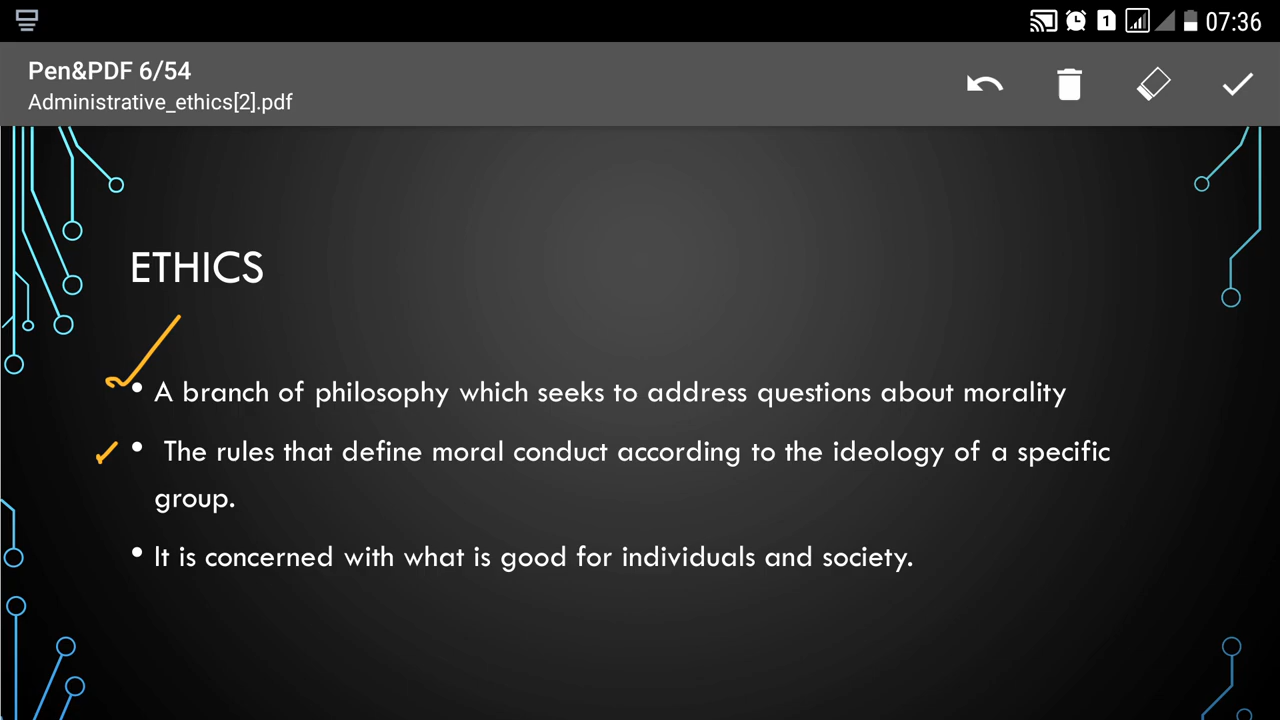 1
07:36
Pen&PDF 6/54
Administrative_ethics[2].pdf
ETHICS
• A branch of philosophy which seeks to address questions about morality
• The rules that define moral conduct according to the ideology of a specific
group.
• It is concerned with what is good for individuals and society.